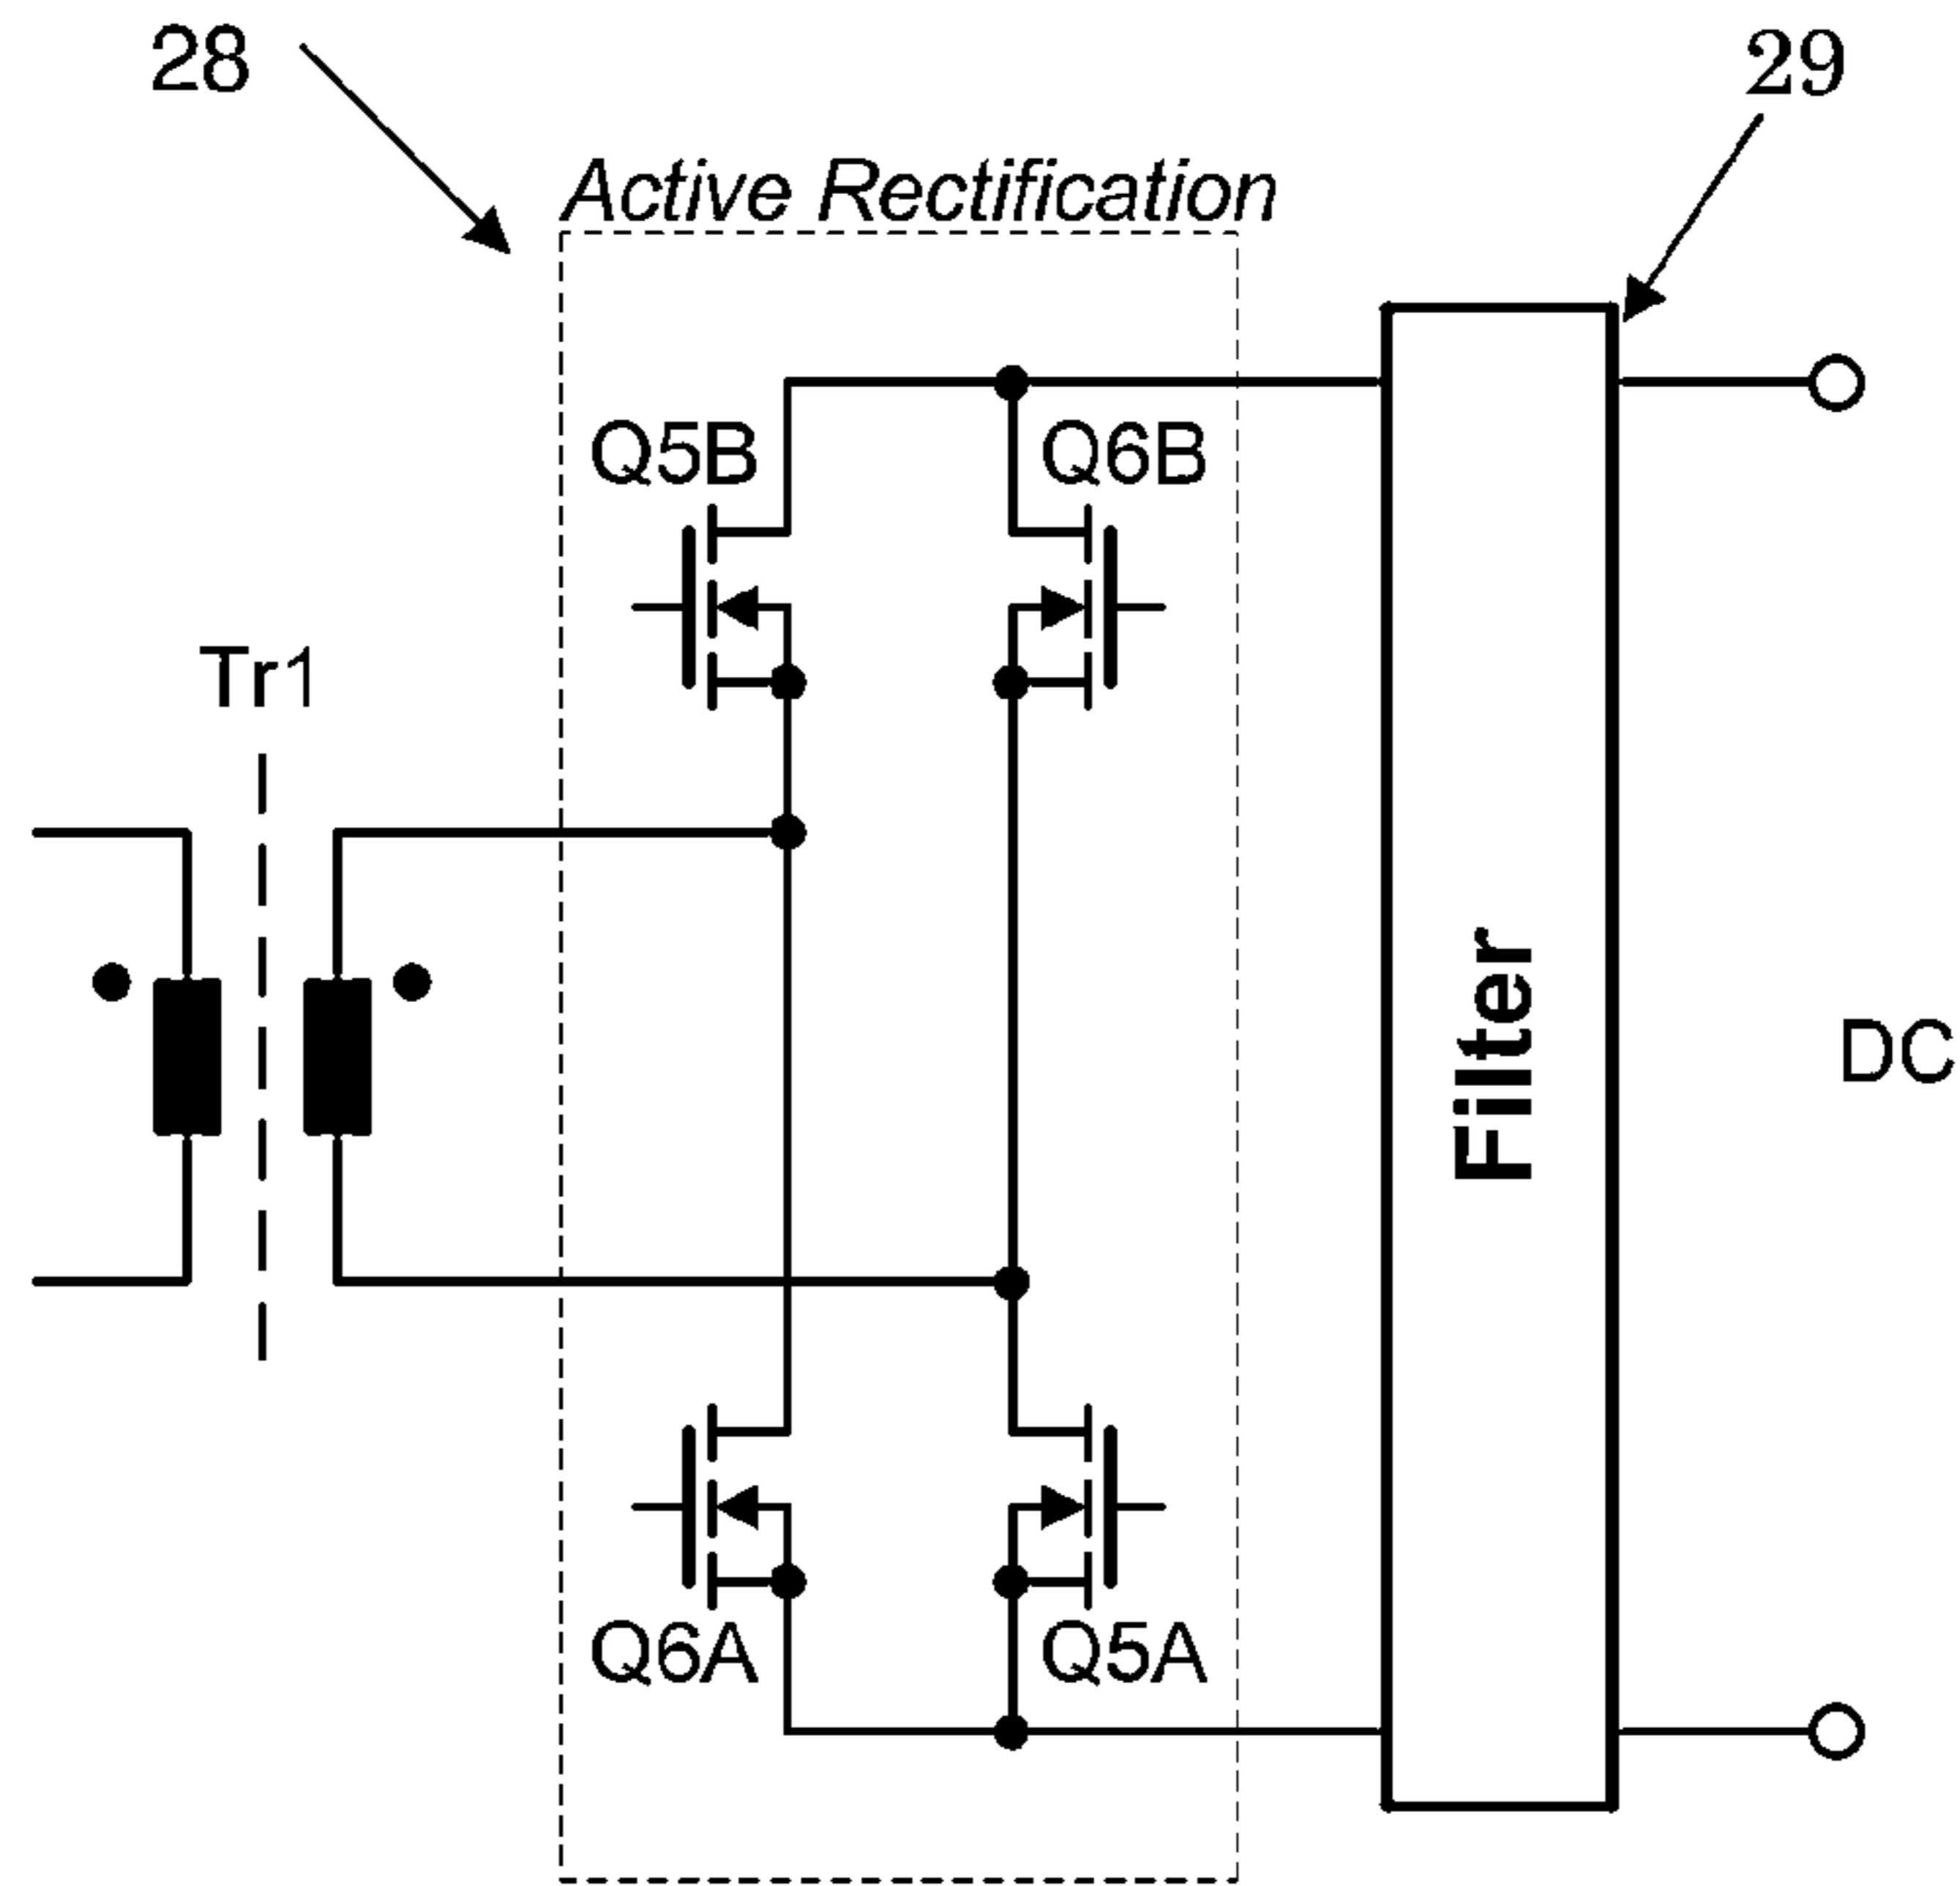 28
29
Active Rectification
Q5B
Q6B
Tr1
Filter
DC
Q6A
Q5A